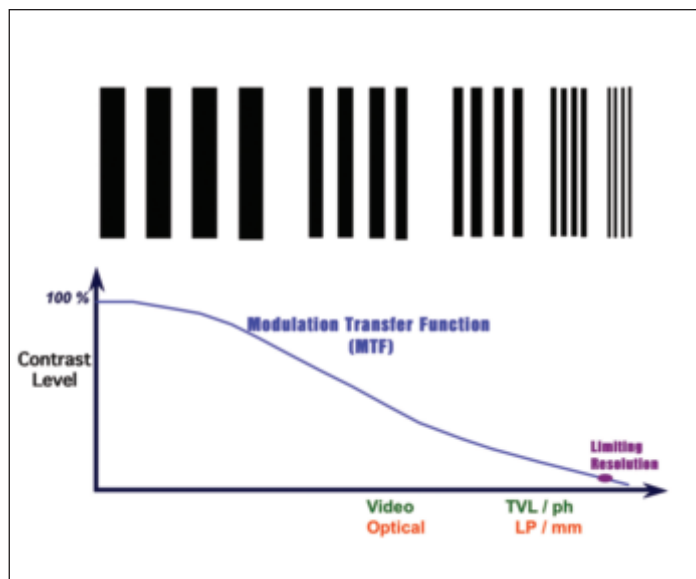 100 %
Modulation Transfer Function
(MTF)
Contrast
Level
Limiting
Resolution
Video TVL / ph
Optical LP / mm